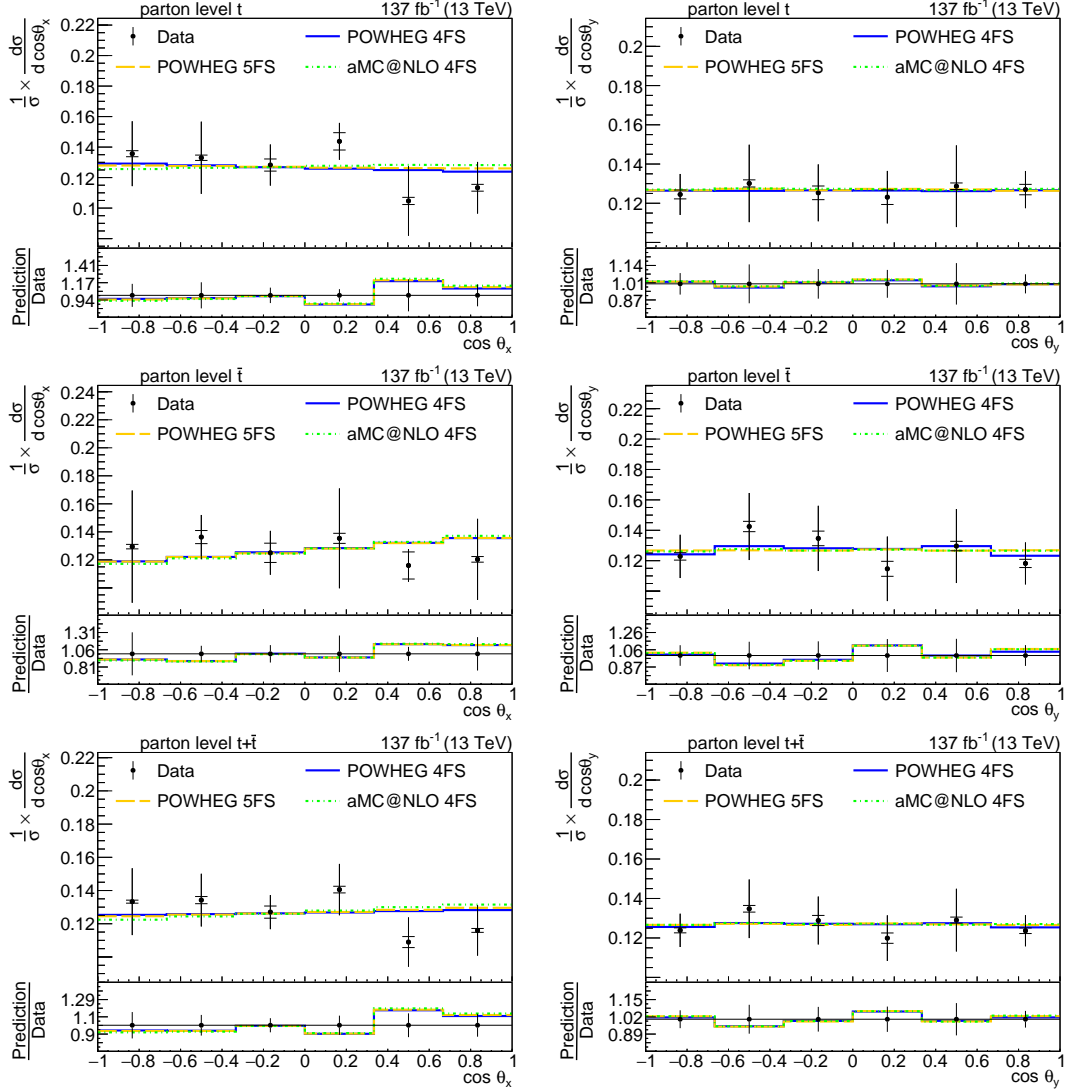 parton level t 137 fb⁻¹ (13 TeV)
1/σ × dσ/d cosθx
Data POWHEG 4FS
POWHEG 5FS aMC@NLO 4FS
0.22
0.2
0.18
0.16
0.14
0.12
0.1
Prediction/Data
1.41
1.17
0.94
−1 −0.8 −0.6 −0.4 −0.2 0 0.2 0.4 0.6 0.8 1
cos θx
parton level t 137 fb⁻¹ (13 TeV)
1/σ × dσ/d cosθy
Data POWHEG 4FS
POWHEG 5FS aMC@NLO 4FS
0.2
0.18
0.16
0.14
0.12
Prediction/Data
1.14
1.01
0.87
−1 −0.8 −0.6 −0.4 −0.2 0 0.2 0.4 0.6 0.8 1
cos θy
parton level t̄ 137 fb⁻¹ (13 TeV)
1/σ × dσ/d cosθx
Data POWHEG 4FS
POWHEG 5FS aMC@NLO 4FS
0.24
0.22
0.2
0.18
0.16
0.14
0.12
Prediction/Data
1.31
1.06
0.81
−1 −0.8 −0.6 −0.4 −0.2 0 0.2 0.4 0.6 0.8 1
cos θx
parton level t̄ 137 fb⁻¹ (13 TeV)
1/σ × dσ/d cosθy
Data POWHEG 4FS
POWHEG 5FS aMC@NLO 4FS
0.22
0.2
0.18
0.16
0.14
0.12
Prediction/Data
1.26
1.06
0.87
−1 −0.8 −0.6 −0.4 −0.2 0 0.2 0.4 0.6 0.8 1
cos θy
parton level t+t̄ 137 fb⁻¹ (13 TeV)
1/σ × dσ/d cosθx
Data POWHEG 4FS
POWHEG 5FS aMC@NLO 4FS
0.22
0.2
0.18
0.16
0.14
0.12
Prediction/Data
1.29
1.1
0.9
−1 −0.8 −0.6 −0.4 −0.2 0 0.2 0.4 0.6 0.8 1
cos θx
parton level t+t̄ 137 fb⁻¹ (13 TeV)
1/σ × dσ/d cosθy
Data POWHEG 4FS
POWHEG 5FS aMC@NLO 4FS
0.2
0.18
0.16
0.14
0.12
Prediction/Data
1.15
1.02
0.89
−1 −0.8 −0.6 −0.4 −0.2 0 0.2 0.4 0.6 0.8 1
cos θy